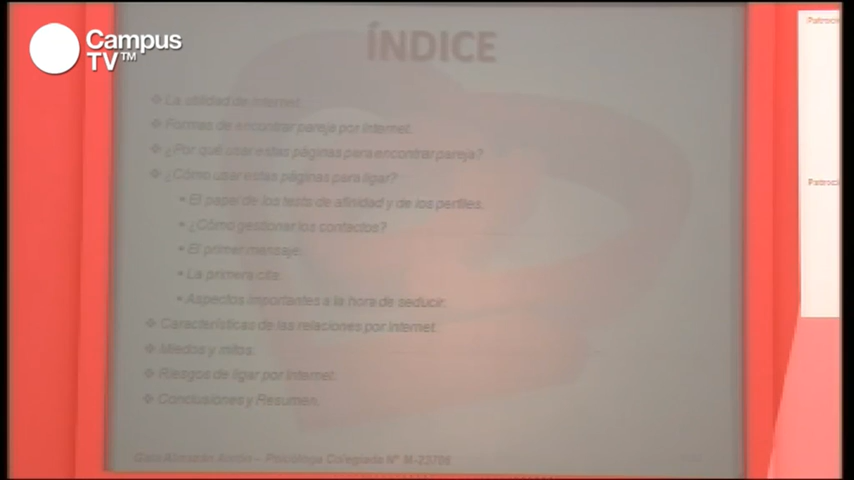 Campus
TV™
ÍNDICE
Patroci
❖ La utilidad de Internet.
❖ Formas de encontrar pareja por Internet.
❖ ¿Por qué usar estas páginas para encontrar pareja?
❖ ¿Cómo usar estas páginas para ligar?
Patroci
• El papel de los tests de afinidad y de los perfiles.
• ¿Cómo gestionar los contactos?
• El primer mensaje.
• La primera cita.
• Aspectos importantes a la hora de seducir.
❖ Características de las relaciones por internet.
❖ Miedos y mitos.
❖ Riesgos de ligar por Internet.
❖ Conclusiones y Resumen.
– Psicóloga Colegiada Nº